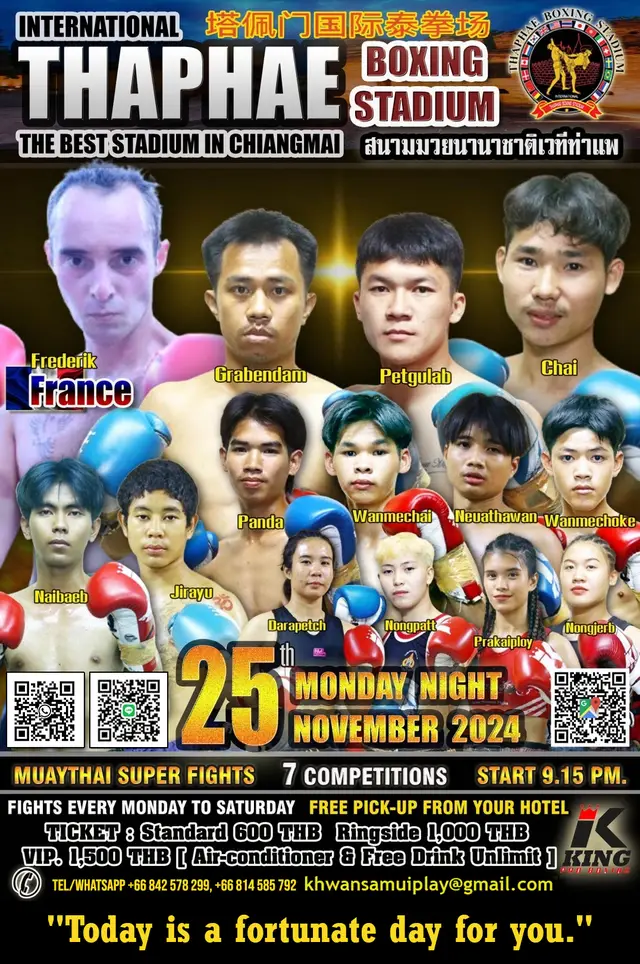 INTERNATIONAL
塔佩门国际泰拳场
THAPHAE
BOXING
STADIUM
THAPHAE BOXING STADIUM
THE BEST STADIUM IN CHIANGMAI
สนามมวยนานาชาติเวทีท่าแพ
Frederik
France
Grabendam
Petgulab
Chai
Panda
Wanmechai
Neuathawan
Wanmechoke
Naibaeb
Jirayu
Darapetch
Nongpatt
Prakaiploy
Nongjerb
25th
MONDAY NIGHT
NOVEMBER 2024
MUAYTHAI SUPER FIGHTS 7 COMPETITIONS START 9.15 PM.
FIGHTS EVERY MONDAY TO SATURDAY FREE PICK-UP FROM YOUR HOTEL
TICKET : Standard 600 THB Ringside 1,000 THB
VIP. 1,500 THB [ Air-conditioner & Free Drink Unlimit ]
K
KING
TEL/WHATSAPP +66 842 578 299, +66 814 585 792 khwansamuiplay@gmail.com
"Today is a fortunate day for you."